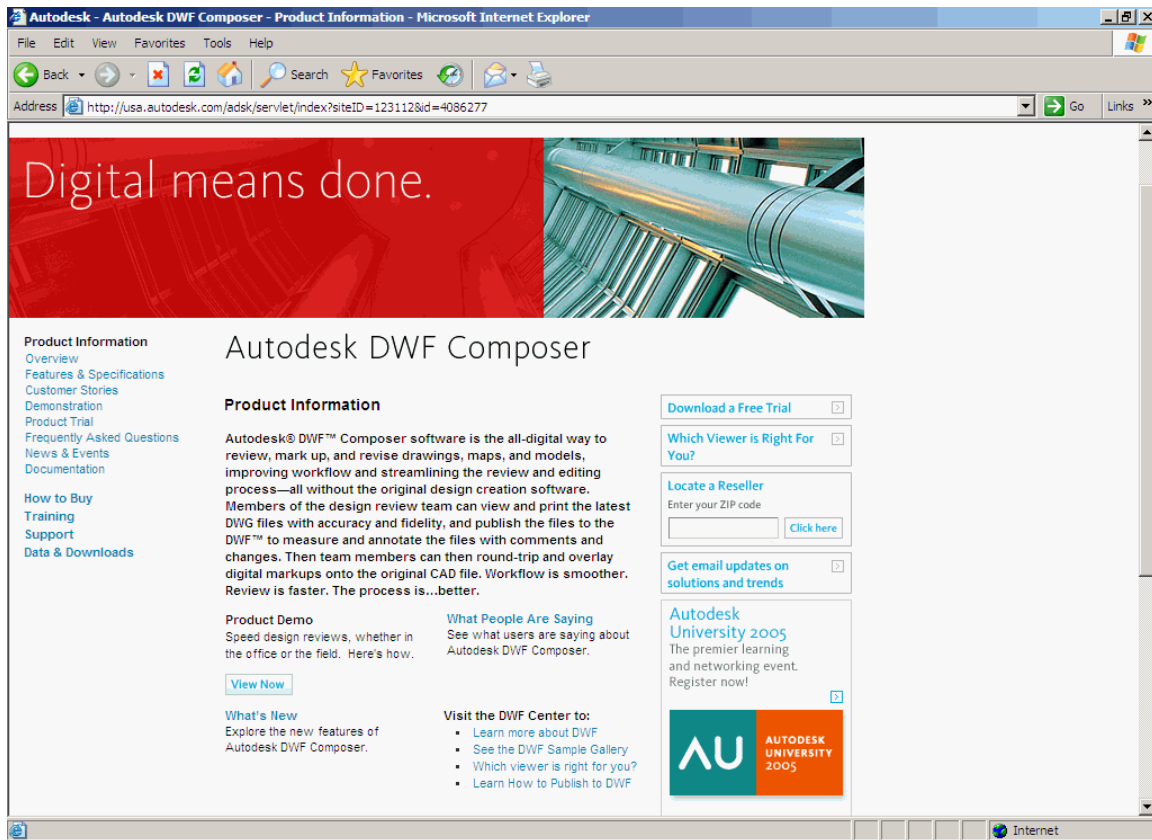 Autodesk - Autodesk DWF Composer - Product Information - Microsoft Internet Explorer
File Edit View Favorites Tools Help
Back Search Favorites
Address http://usa.autodesk.com/adsk/servlet/index?siteID=123112&id=4086277 Go Links »
Digital means done.
Product Information
Overview
Features & Specifications
Customer Stories
Demonstration
Product Trial
Frequently Asked Questions
News & Events
Documentation
How to Buy
Training
Support
Data & Downloads
Autodesk DWF Composer
Product Information
Autodesk® DWF™ Composer software is the all-digital way to
review, mark up, and revise drawings, maps, and models,
improving workflow and streamlining the review and editing
process—all without the original design creation software.
Members of the design review team can view and print the latest
DWG files with accuracy and fidelity, and publish the files to the
DWF™ to measure and annotate the files with comments and
changes. Then team members can then round-trip and overlay
digital markups onto the original CAD file. Workflow is smoother.
Review is faster. The process is...better.
Product Demo
Speed design reviews, whether in
the office or the field. Here's how.
View Now
What People Are Saying
See what users are saying about
Autodesk DWF Composer.
What's New
Explore the new features of
Autodesk DWF Composer.
Visit the DWF Center to:
Learn more about DWF
See the DWF Sample Gallery
Which viewer is right for you?
Learn How to Publish to DWF
Download a Free Trial
Which Viewer is Right For
You?
Locate a Reseller
Enter your ZIP code
Click here
Get email updates on
solutions and trends
Autodesk
University 2005
The premier learning
and networking event.
Register now!
AU
AUTODESK
UNIVERSITY
2005
Internet